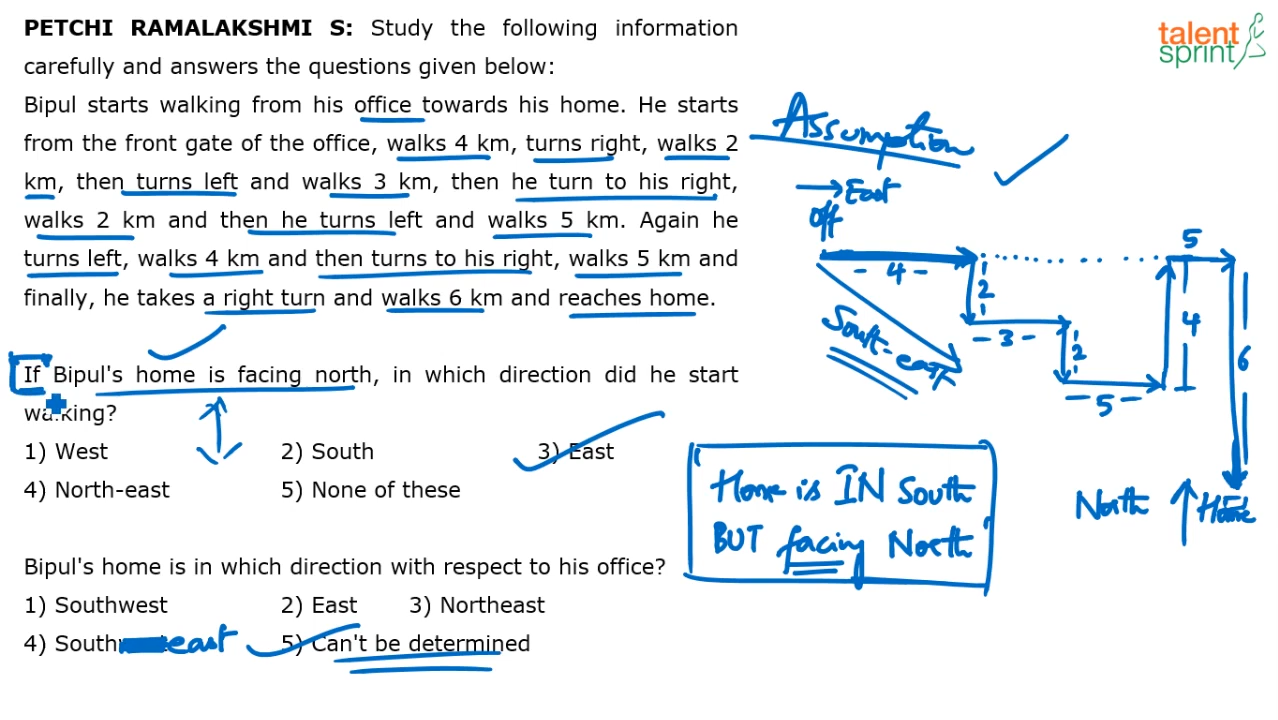 PETCHI RAMALAKSHMI S: Study the following information
carefully and answers the questions given below:
Bipul starts walking from his office towards his home. He starts
from the front gate of the office, walks 4 km, turns right, walks 2
km, then turns left and walks 3 km, then he turn to his right,
walks 2 km and then he turns left and walks 5 km. Again he
turns left, walks 4 km and then turns to his right, walks 5 km and
finally, he takes a right turn and walks 6 km and reaches home.
If Bipul's home is facing north, in which direction did he start
walking?
1) West 2) South 3) East
4) North-east 5) None of these
Bipul's home is in which direction with respect to his office?
1) Southwest 2) East 3) Northeast
4) South east 5) Can't be determined
talent
sprint
Assumption
East
off
4
2
3
2
5
4
5
6
South-east
North Home
Home is IN South
BUT facing North